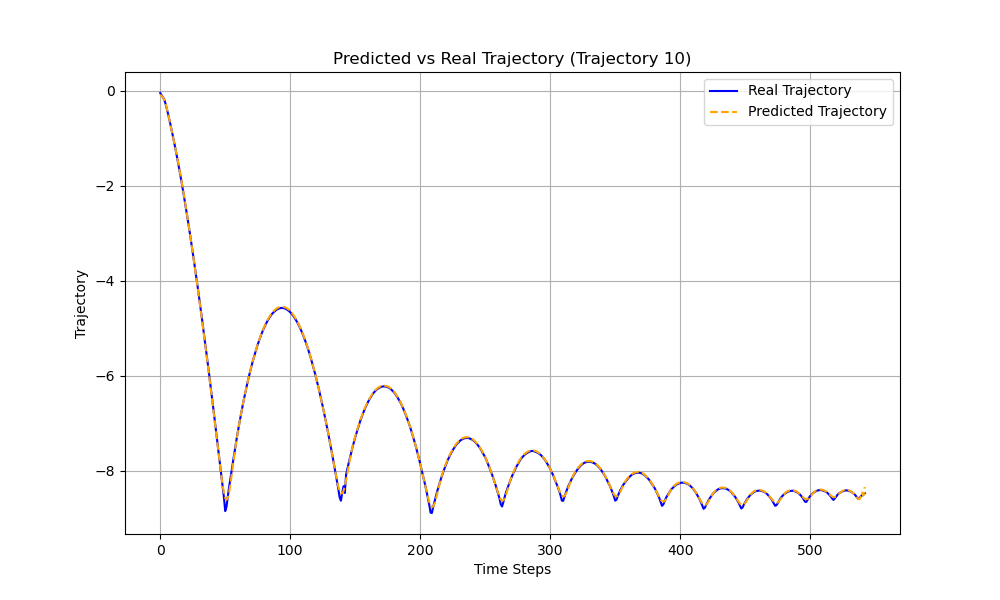 Predicted vs Real Trajectory (Trajectory 10)
Real Trajectory
Predicted Trajectory
0
−2
−4
−6
−8
Trajectory
0 100 200 300 400 500
Time Steps